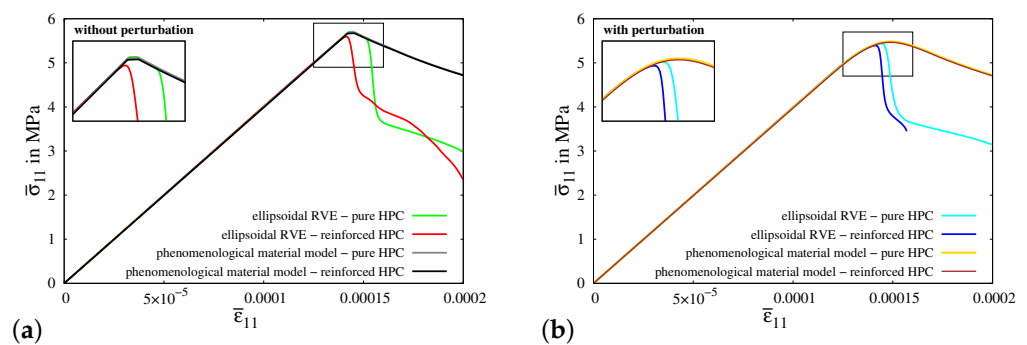 without perturbation
σ̅₁₁ in MPa
6
5
4
3
2
1
0
ellipsoidal RVE − pure HPC
ellipsoidal RVE − reinforced HPC
phenomenological material model − pure HPC
phenomenological material model − reinforced HPC
0 5×10⁻⁵ 0.0001 0.00015 0.0002
ε̅₁₁
(a)
with perturbation
σ̅₁₁ in MPa
6
5
4
3
2
1
0
ellipsoidal RVE − pure HPC
ellipsoidal RVE − reinforced HPC
phenomenological material model − pure HPC
phenomenological material model − reinforced HPC
0 5×10⁻⁵ 0.0001 0.00015 0.0002
ε̅₁₁
(b)